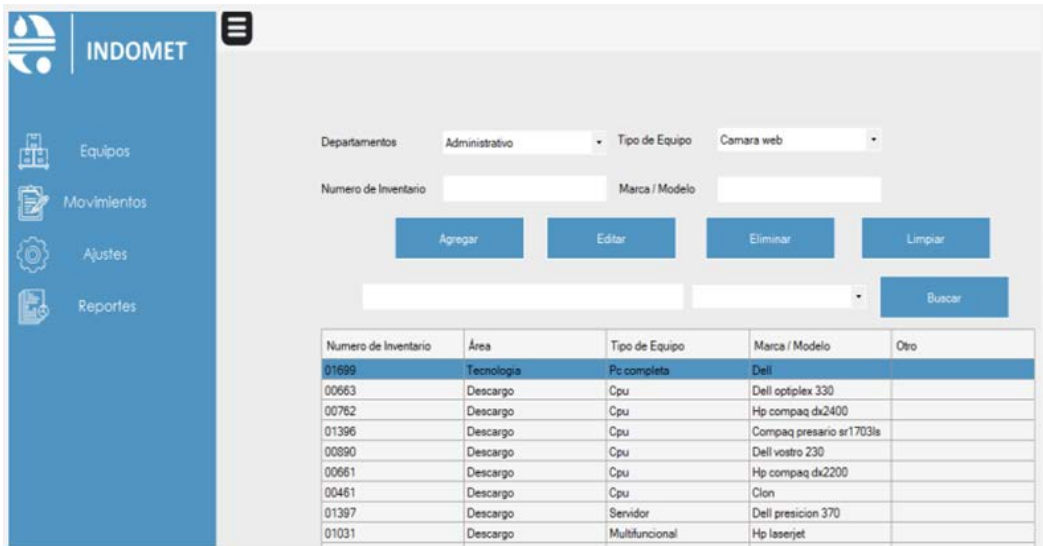 INDOMET
Equipos
Movimientos
Ajustes
Reportes
Departamentos Administrativo Tipo de Equipo Camara web
Numero de Inventario Marca / Modelo
Agregar Editar Eliminar Limpiar
Buscar
Numero de Inventario Área Tipo de Equipo Marca / Modelo Otro
01699 Tecnologia Pc completa Dell
00663 Descargo Cpu Dell optiplex 330
00762 Descargo Cpu Hp compaq dx2400
01396 Descargo Cpu Compaq presario sr1703ls
00890 Descargo Cpu Dell vostro 230
00661 Descargo Cpu Hp compaq dx2200
00461 Descargo Cpu Clon
01397 Descargo Servidor Dell presicion 370
01031 Descargo Multifuncional Hp laserjet